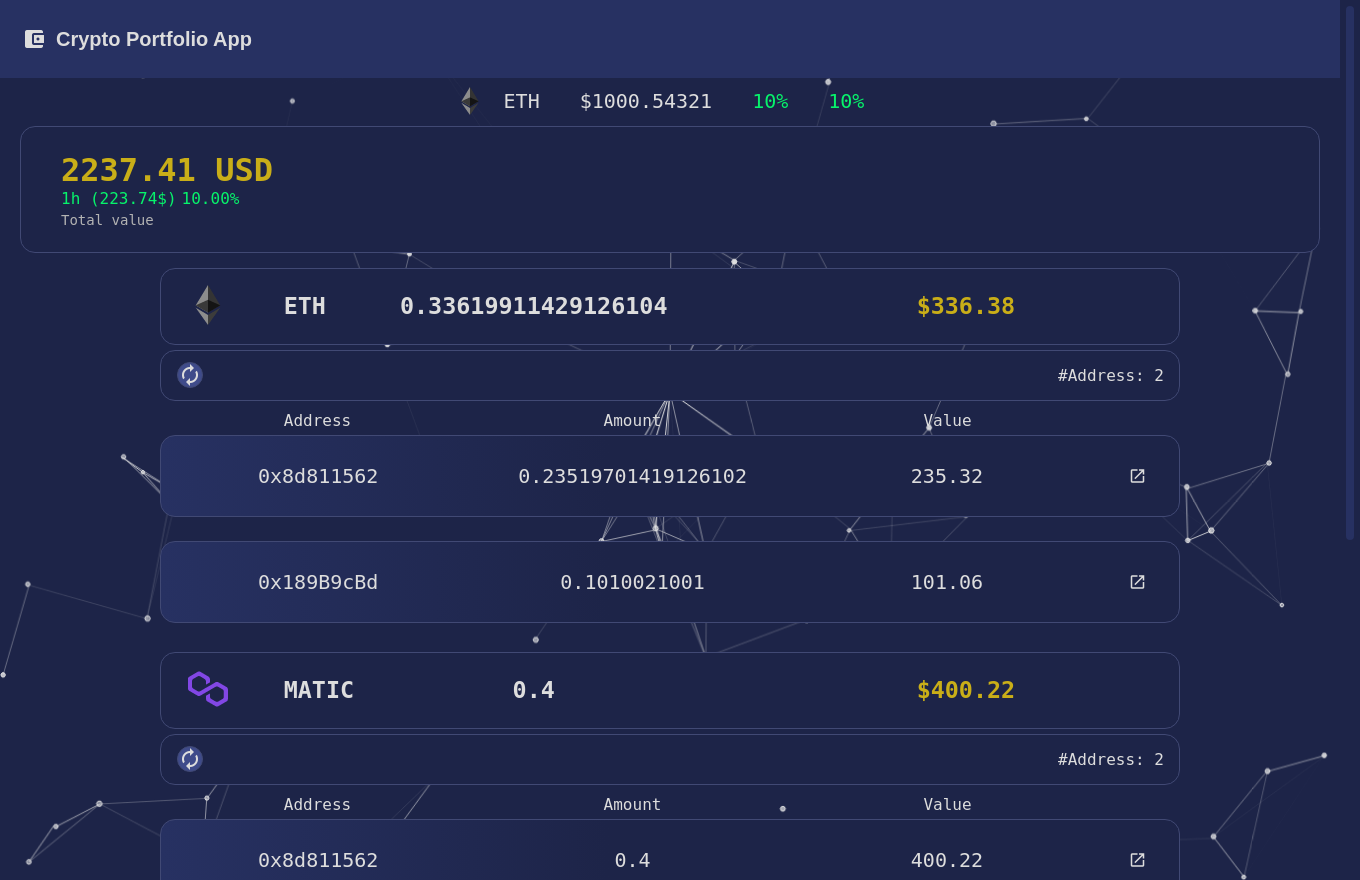 Crypto Portfolio App
ETH $1000.54321 10% 10%
2237.41 USD
1h (223.74$) 10.00%
Total value
ETH 0.33619911429126104 $336.38
#Address: 2
Address Amount Value
0x8d811562 0.23519701419126102 235.32
0x189B9cBd 0.1010021001 101.06
MATIC 0.4 $400.22
#Address: 2
Address Amount Value
0x8d811562 0.4 400.22